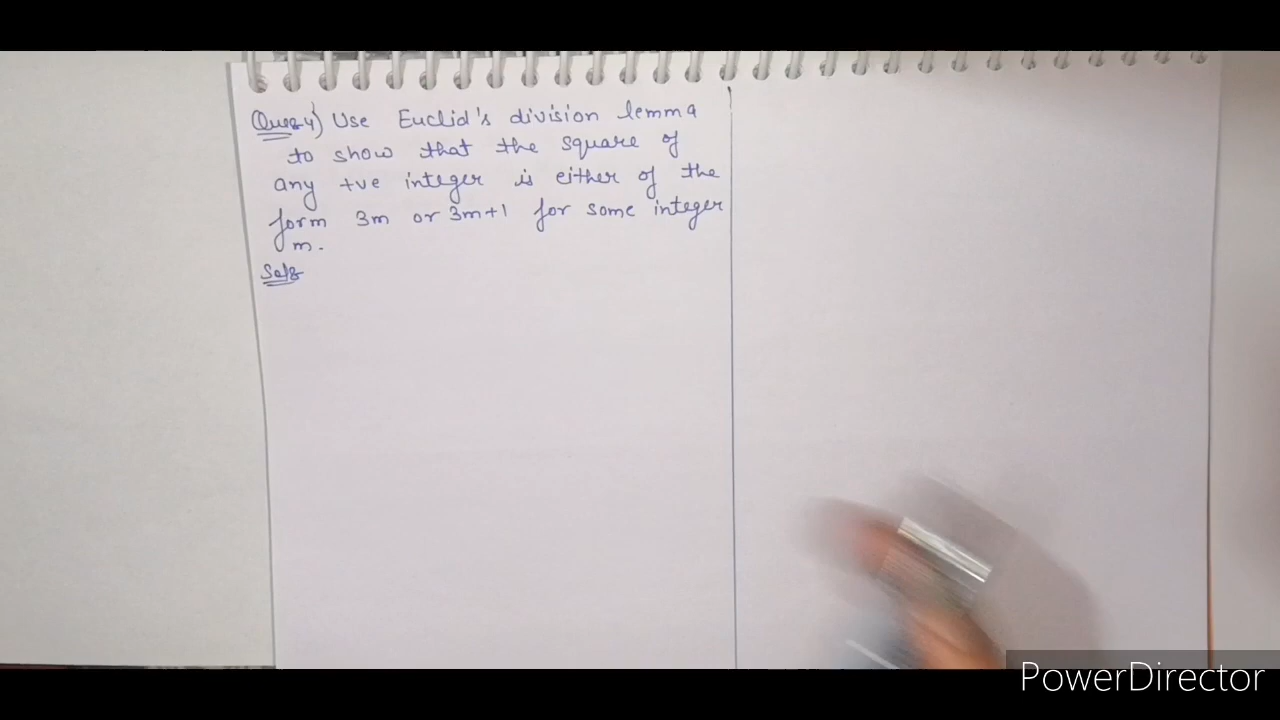 Ques4) Use Euclid's division lemma
to show that the square of
any +ve integer is either of the
form 3m or 3m+1 for some integer
m.
Sol:
PowerDirector